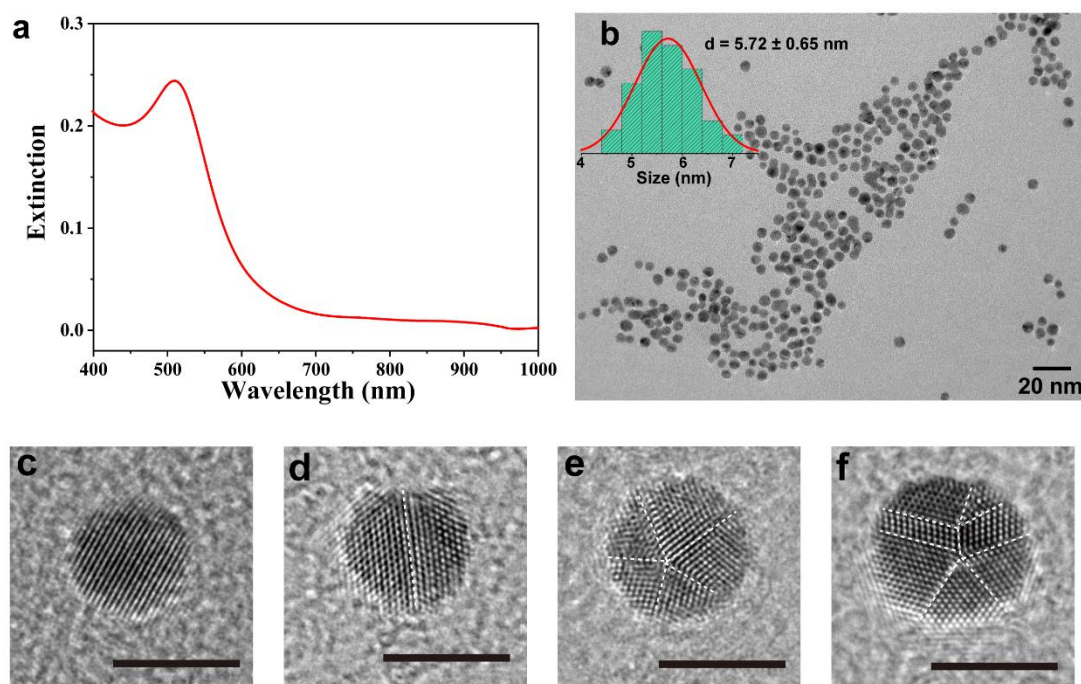 a
0.3
0.2
0.1
0.0
Extinction
400 500 600 700 800 900 1000
Wavelength (nm)
b
d = 5.72 ± 0.65 nm
4 5 6 7
Size (nm)
20 nm
c
d
e
f